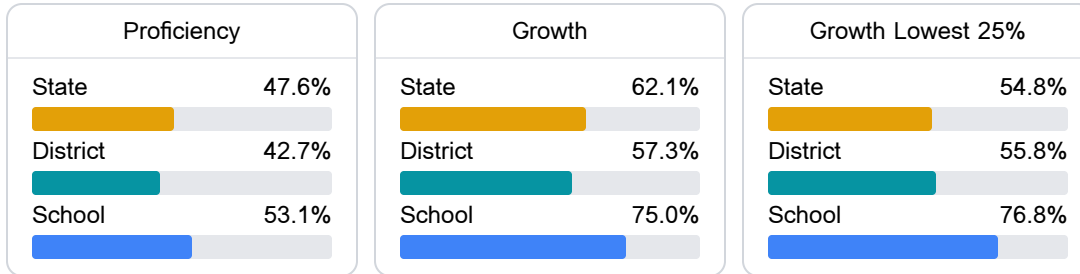 Proficiency
State 47.6%
District 42.7%
School 53.1%
Growth
State 62.1%
District 57.3%
School 75.0%
Growth Lowest 25%
State 54.8%
District 55.8%
School 76.8%